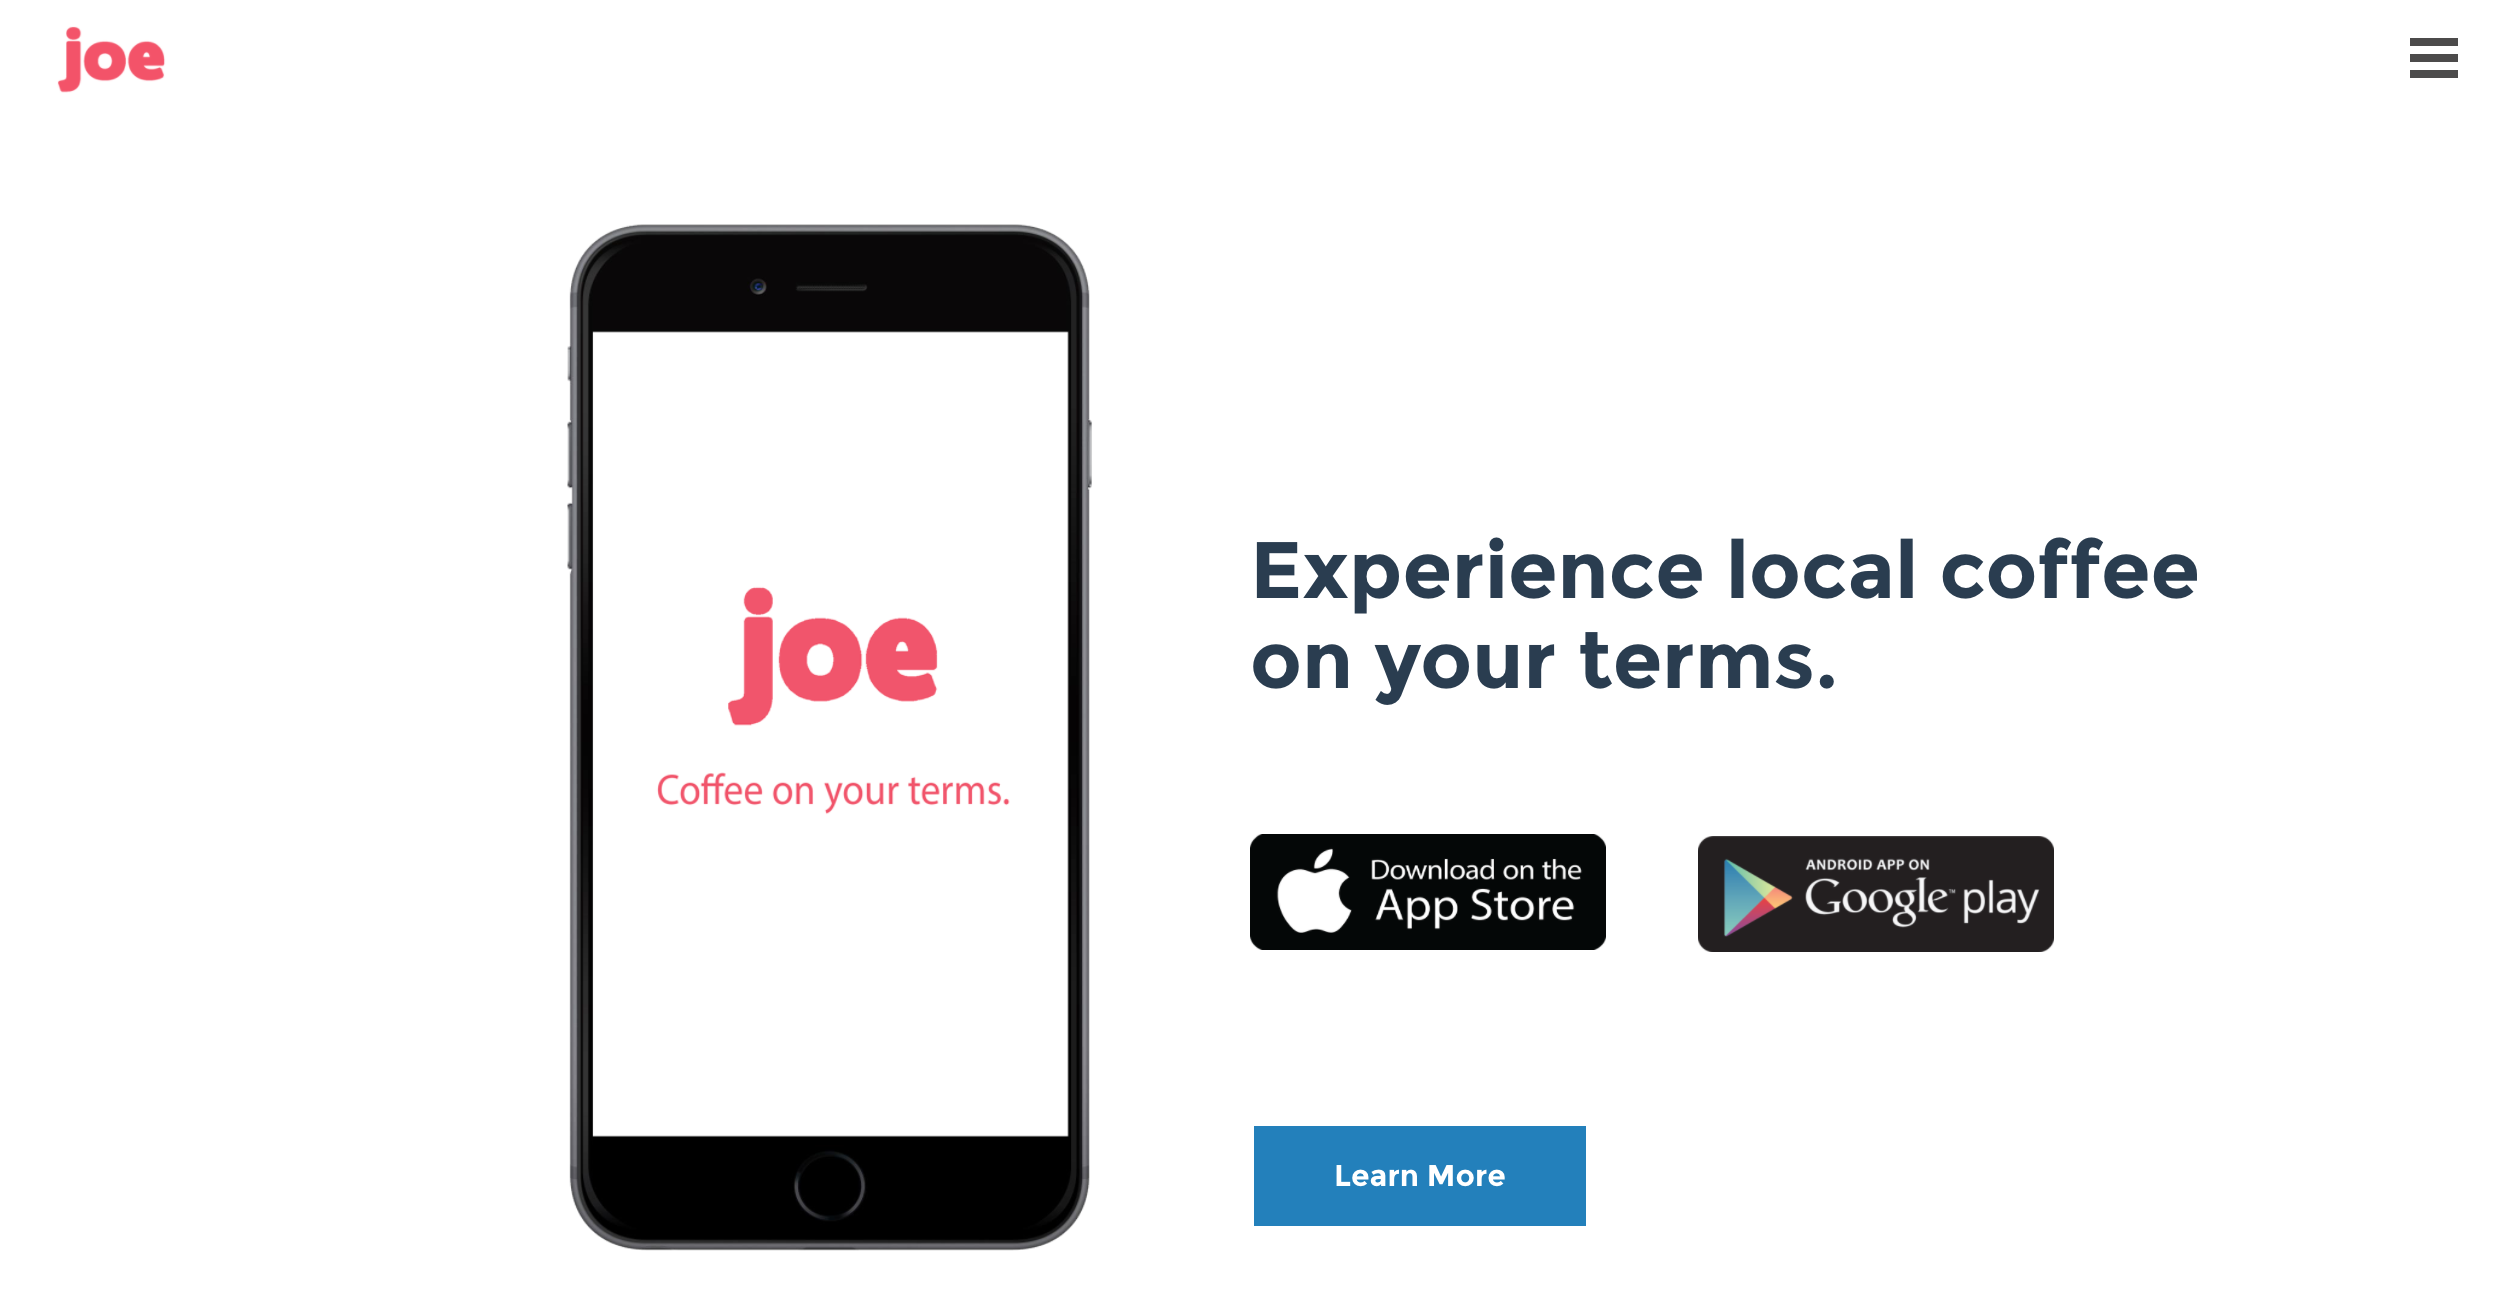 joe
joe
Coffee on your terms.
Experience local coffee
on your terms.
Download on the
App Store
ANDROID APP ON
Google™ play
Learn More